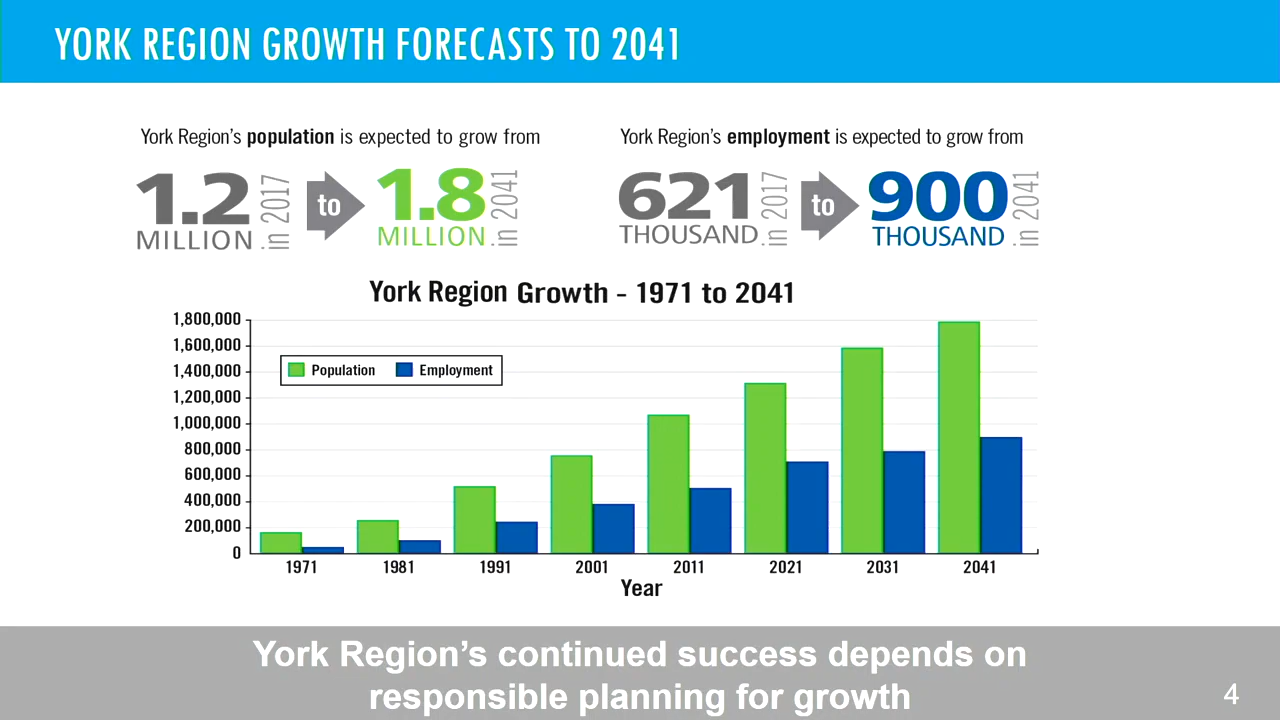 YORK REGION GROWTH FORECASTS TO 2041
York Region's population is expected to grow from
1.2 MILLION in 2017 to 1.8 MILLION in 2041
York Region's employment is expected to grow from
621 THOUSAND in 2017 to 900 THOUSAND in 2041
York Region Growth - 1971 to 2041
1,800,000
1,600,000
1,400,000
1,200,000
1,000,000
800,000
600,000
400,000
200,000
0
Population Employment
1971 1981 1991 2001 2011 2021 2031 2041
Year
York Region's continued success depends on
responsible planning for growth
4